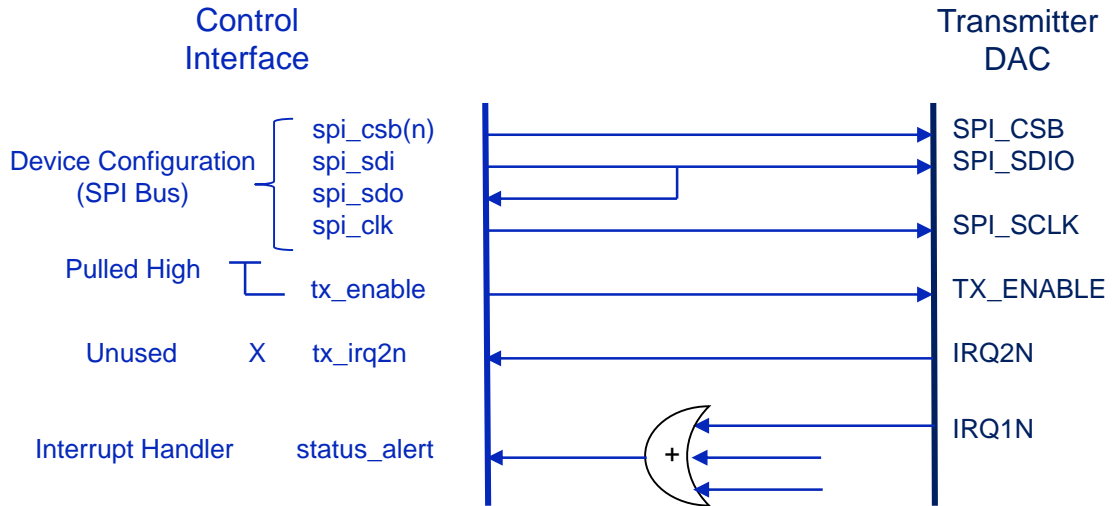 Control
Interface
Transmitter
DAC
Device Configuration
(SPI Bus)
spi_csb(n)
spi_sdi
spi_sdo
spi_clk
SPI_CSB
SPI_SDIO
SPI_SCLK
Pulled High
tx_enable
TX_ENABLE
Unused X tx_irq2n
IRQ2N
Interrupt Handler status_alert
+
IRQ1N